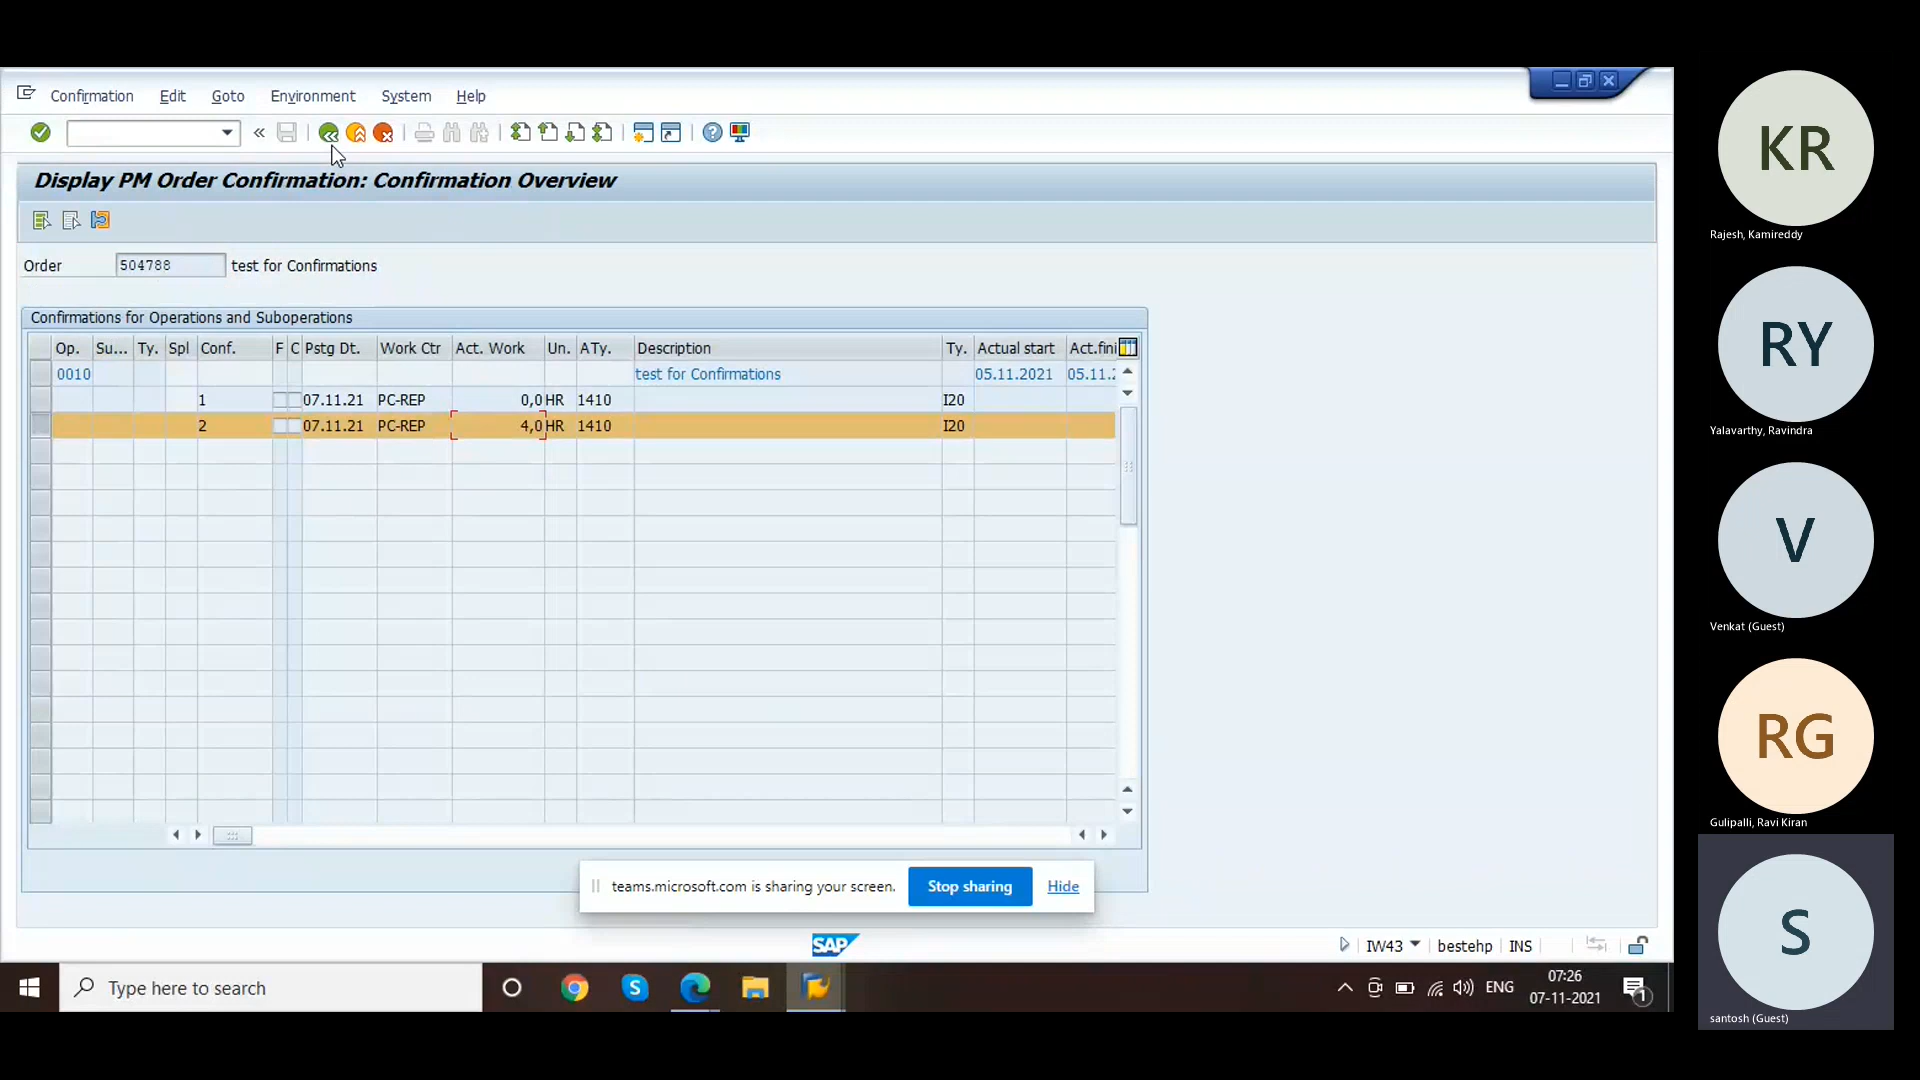 Confirmation Edit Goto Environment System Help
Display PM Order Confirmation: Confirmation Overview
Order 504788 test for Confirmations
Confirmations for Operations and Suboperations
Op. Su... Ty. Spl Conf. F C Pstg Dt. Work Ctr Act. Work Un. ATy. Description Ty. Actual start Act.fini
0010 test for Confirmations 05.11.2021 05.11.2
1 07.11.21 PC-REP 0,0 HR 1410 I20
2 07.11.21 PC-REP 4,0 HR 1410 I20
teams.microsoft.com is sharing your screen. Stop sharing Hide
SAP
IW43 bestehp INS
Type here to search
ENG
07:26
07-11-2021
1
KR
Rajesh, Kamireddy
RY
Yalavarthy, Ravindra
V
Venkat (Guest)
RG
Gulipalli, Ravi Kiran
S
santosh (Guest)